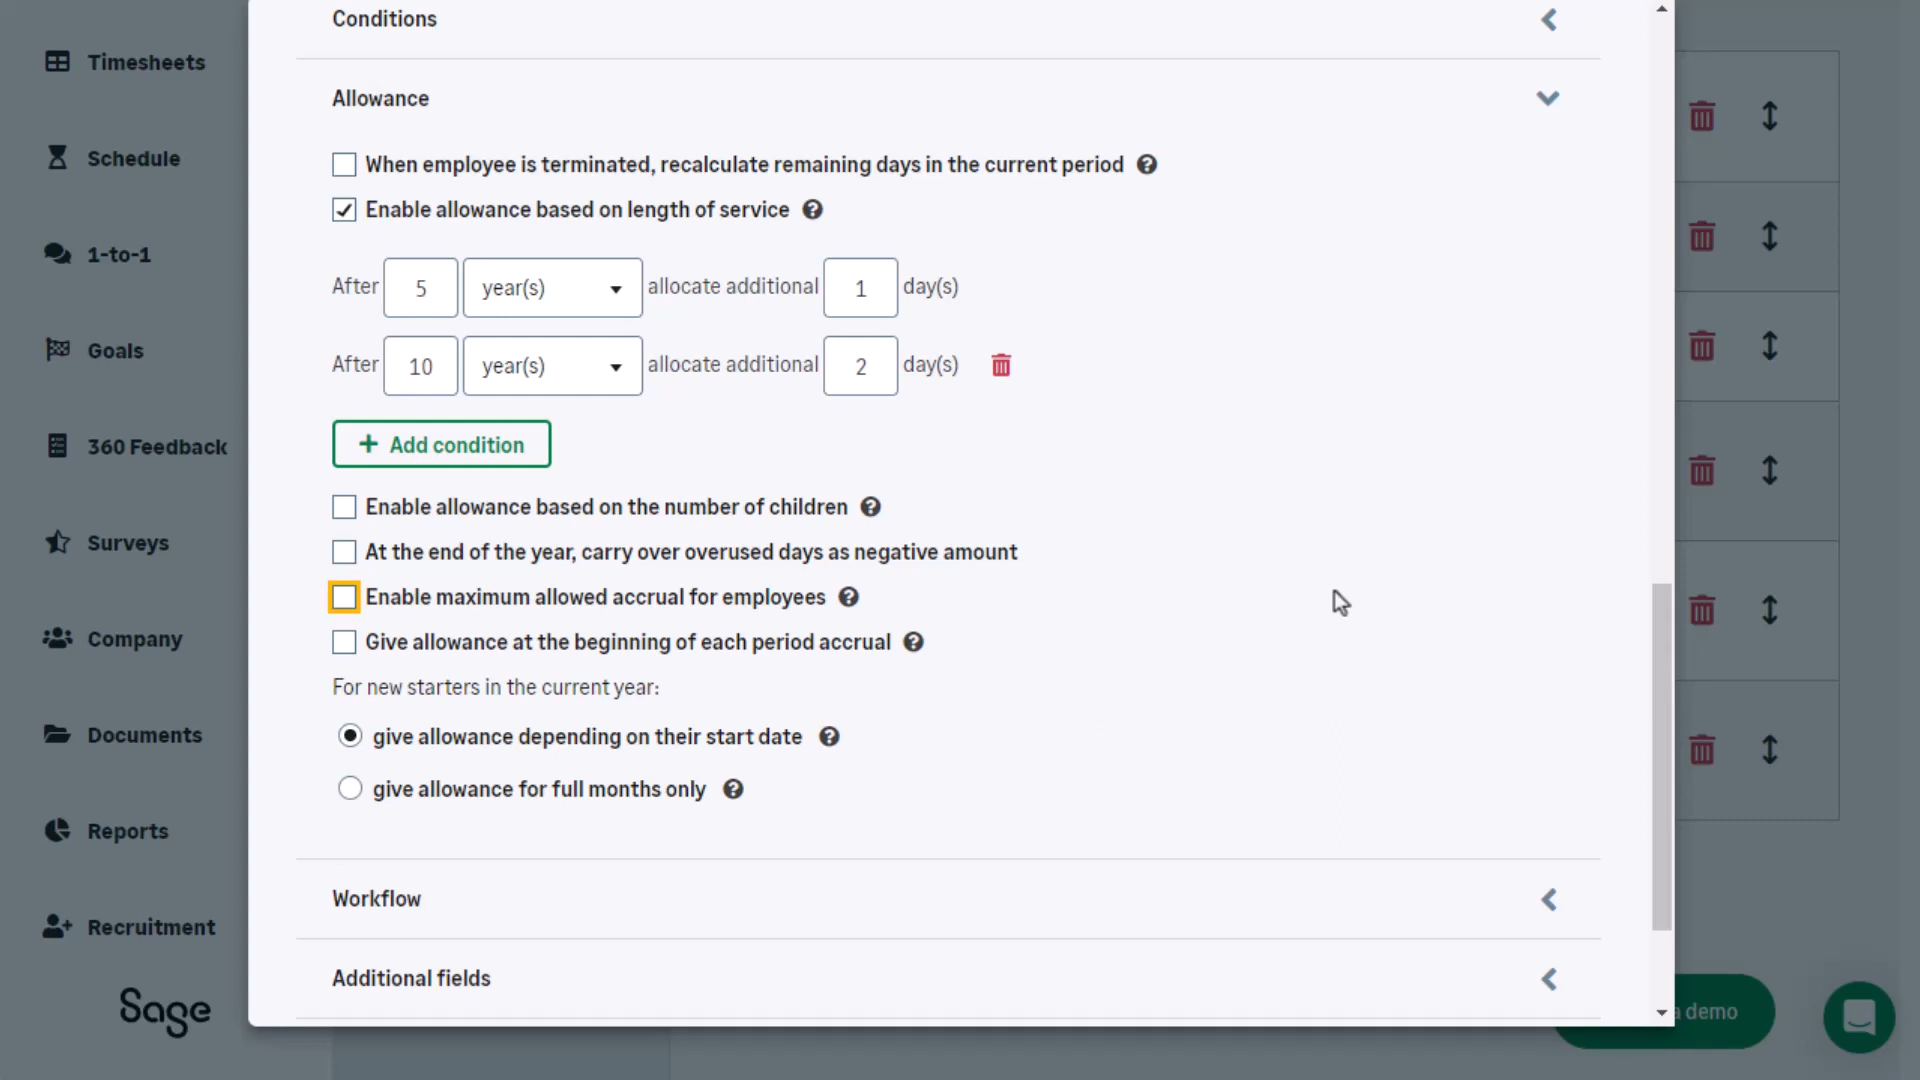 Conditions
Timesheets
Allowance
Schedule
When employee is terminated, recalculate remaining days in the current period
Enable allowance based on length of service
1-to-1
After 5 year(s) allocate additional 1 day(s)
Goals
After 10 year(s) allocate additional 2 day(s)
360 Feedback
+ Add condition
Enable allowance based on the number of children
Surveys
At the end of the year, carry over overused days as negative amount
Enable maximum allowed accrual for employees
Company
Give allowance at the beginning of each period accrual
For new starters in the current year:
Documents
give allowance depending on their start date
give allowance for full months only
Reports
Workflow
Recruitment
Additional fields
Sage
a demo